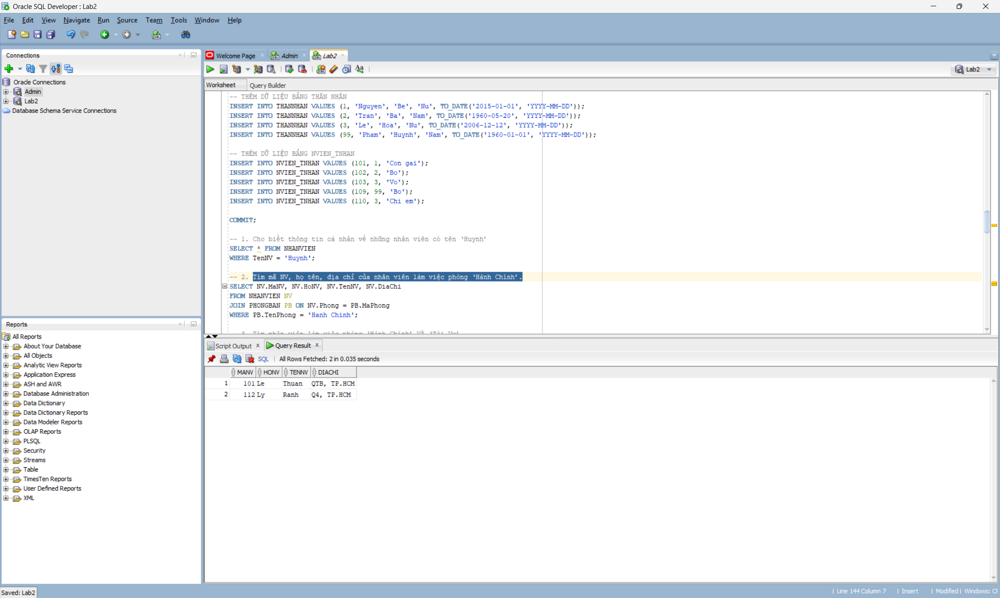 Oracle SQL Developer : Lab2
File Edit View Navigate Run Source Team Tools Window Help
Connections
Oracle Connections
Admin
Lab2
Database Schema Service Connections
Reports
All Reports
About Your Database
All Objects
Analytic View Reports
Application Express
ASH and AWR
Database Administration
Data Dictionary
Data Dictionary Reports
Data Modeler Reports
OLAP Reports
PLSQL
Security
Streams
Table
TimesTen Reports
User Defined Reports
XML
Welcome Page Admin Lab2
Lab2
Worksheet Query Builder
-- THÊM DỮ LIỆU BẢNG THÂN NHÂN
INSERT INTO THANNHAN VALUES (1, 'Nguyen', 'Be', 'Nu', TO_DATE('2015-01-01', 'YYYY-MM-DD'));
INSERT INTO THANNHAN VALUES (2, 'Tran', 'Ba', 'Nam', TO_DATE('1960-05-20', 'YYYY-MM-DD'));
INSERT INTO THANNHAN VALUES (3, 'Le', 'Hoa', 'Nu', TO_DATE('2006-12-12', 'YYYY-MM-DD'));
INSERT INTO THANNHAN VALUES (99, 'Pham', 'Huynh', 'Nam', TO_DATE('1960-01-01', 'YYYY-MM-DD'));
-- THÊM DỮ LIỆU BẢNG NVIEN_TNHAN
INSERT INTO NVIEN_TNHAN VALUES (101, 1, 'Con gai');
INSERT INTO NVIEN_TNHAN VALUES (102, 2, 'Bo');
INSERT INTO NVIEN_TNHAN VALUES (103, 3, 'Vo');
INSERT INTO NVIEN_TNHAN VALUES (109, 99, 'Bo');
INSERT INTO NVIEN_TNHAN VALUES (110, 3, 'Chi em');
COMMIT;
-- 1. Cho biết thông tin cá nhân về những nhân viên có tên ‘Huynh’
SELECT * FROM NHANVIEN
WHERE TenNV = 'Huynh';
-- 2. Tìm mã NV, họ tên, địa chỉ của nhân viên làm việc phòng ‘Hành Chính’.
SELECT NV.MaNV, NV.HoNV, NV.TenNV, NV.DiaChi
FROM NHANVIEN NV
JOIN PHONGBAN PB ON NV.Phong = PB.MaPhong
WHERE PB.TenPhong = 'Hanh Chinh';
-- 3. Tìm nhân viên làm việc phòng ‘Hành Chính’ VÀ ‘Tài Vụ’
Script Output Query Result
SQL All Rows Fetched: 2 in 0.035 seconds
MANV HONV TENNV DIACHI
1 101 Le Thuan QTB, TP.HCM
2 112 Ly Ranh Q4, TP.HCM
Saved: Lab2
Line 144 Column 7 Insert Modified Windows: